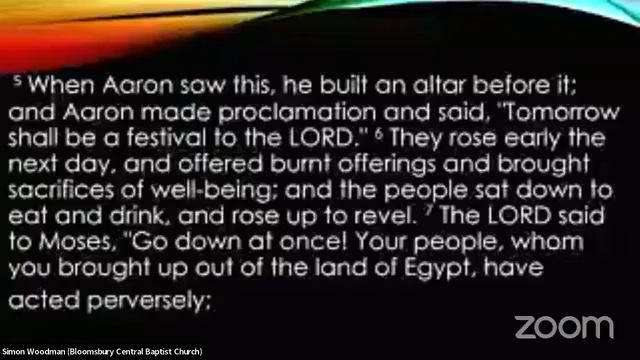 ⁵ When Aaron saw this, he built an altar before it;
and Aaron made proclamation and said, "Tomorrow
shall be a festival to the LORD." ⁶ They rose early the
next day, and offered burnt offerings and brought
sacrifices of well-being; and the people sat down to
eat and drink, and rose up to revel. ⁷ The LORD said
to Moses, "Go down at once! Your people, whom
you brought up out of the land of Egypt, have
acted perversely;
zoom
Simon Woodman (Bloomsbury Central Baptist Church)